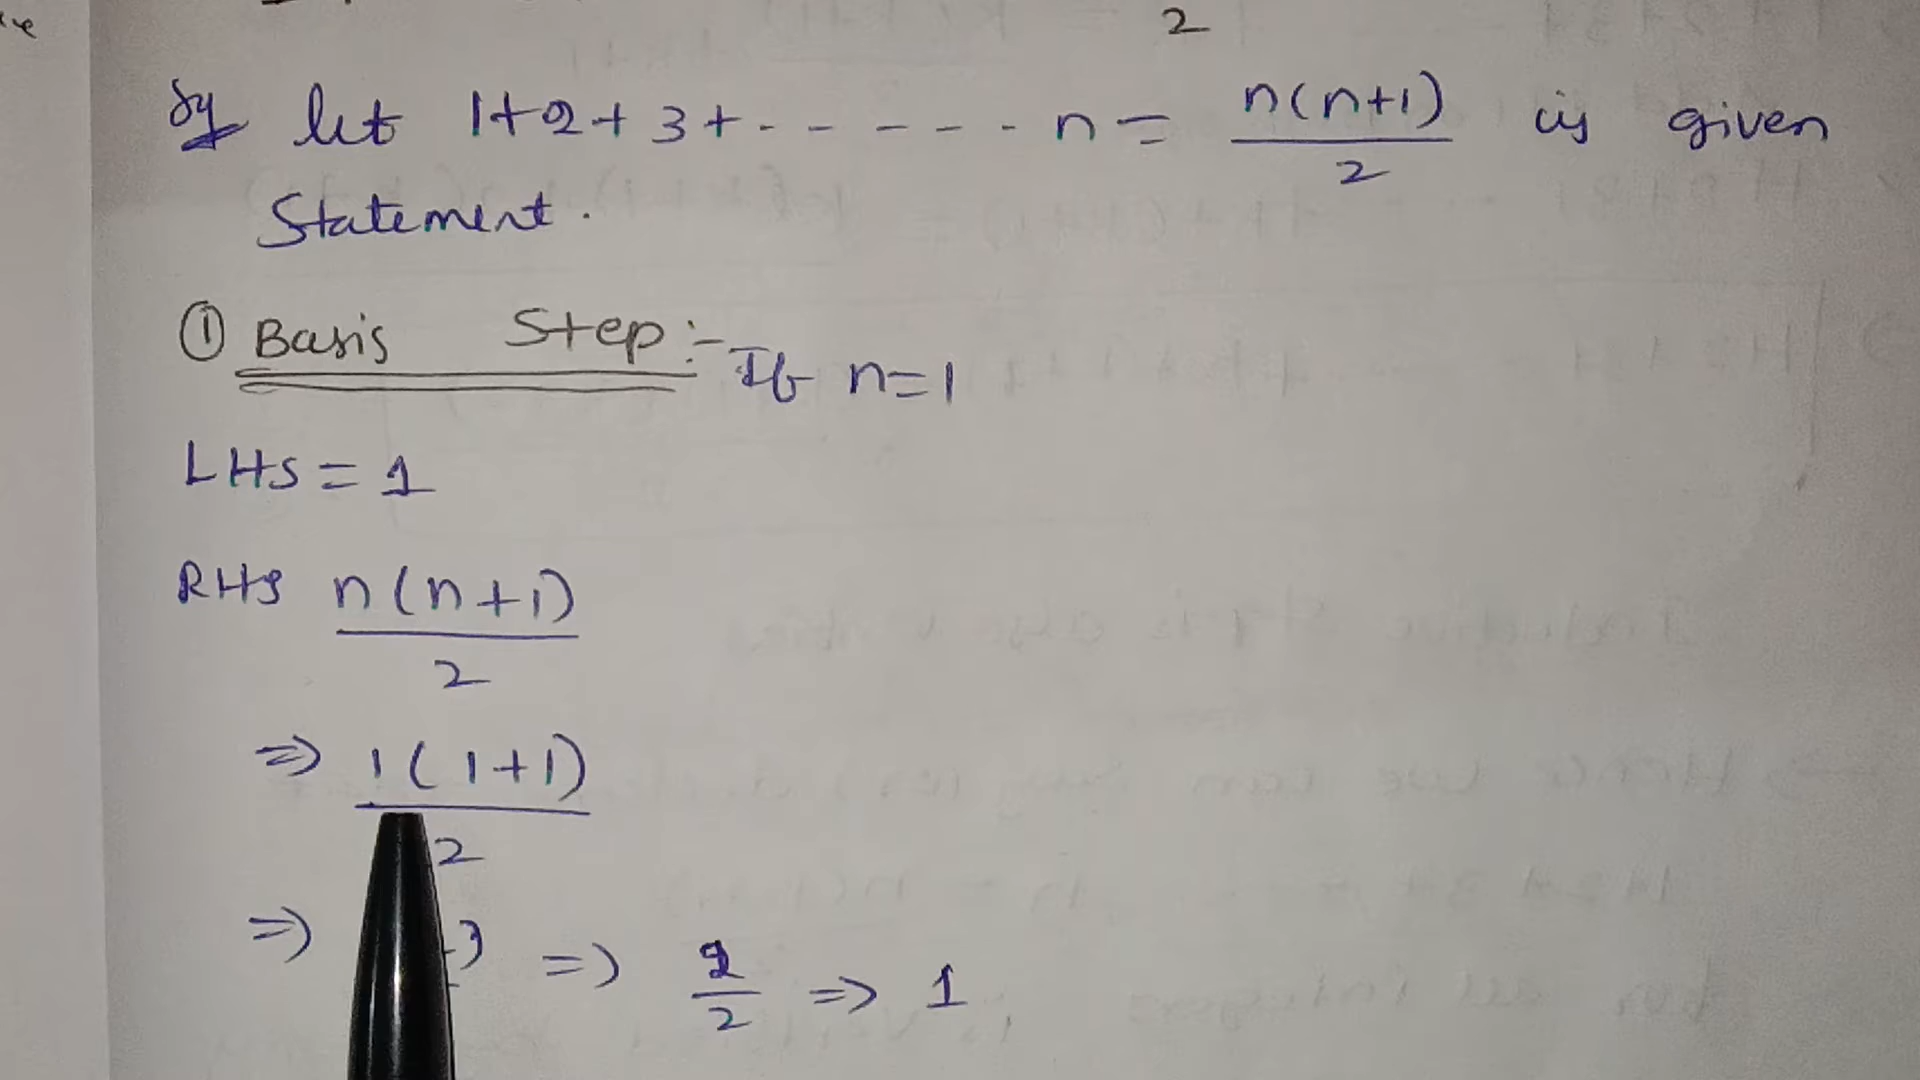 2
Sol let 1+2+3+------n= n(n+1)/2 is given
Statement.
① Basis Step:- If n=1
LHS = 1
RHS n(n+1)/2
=> 1(1+1)/2
=> => 2/2 => 1